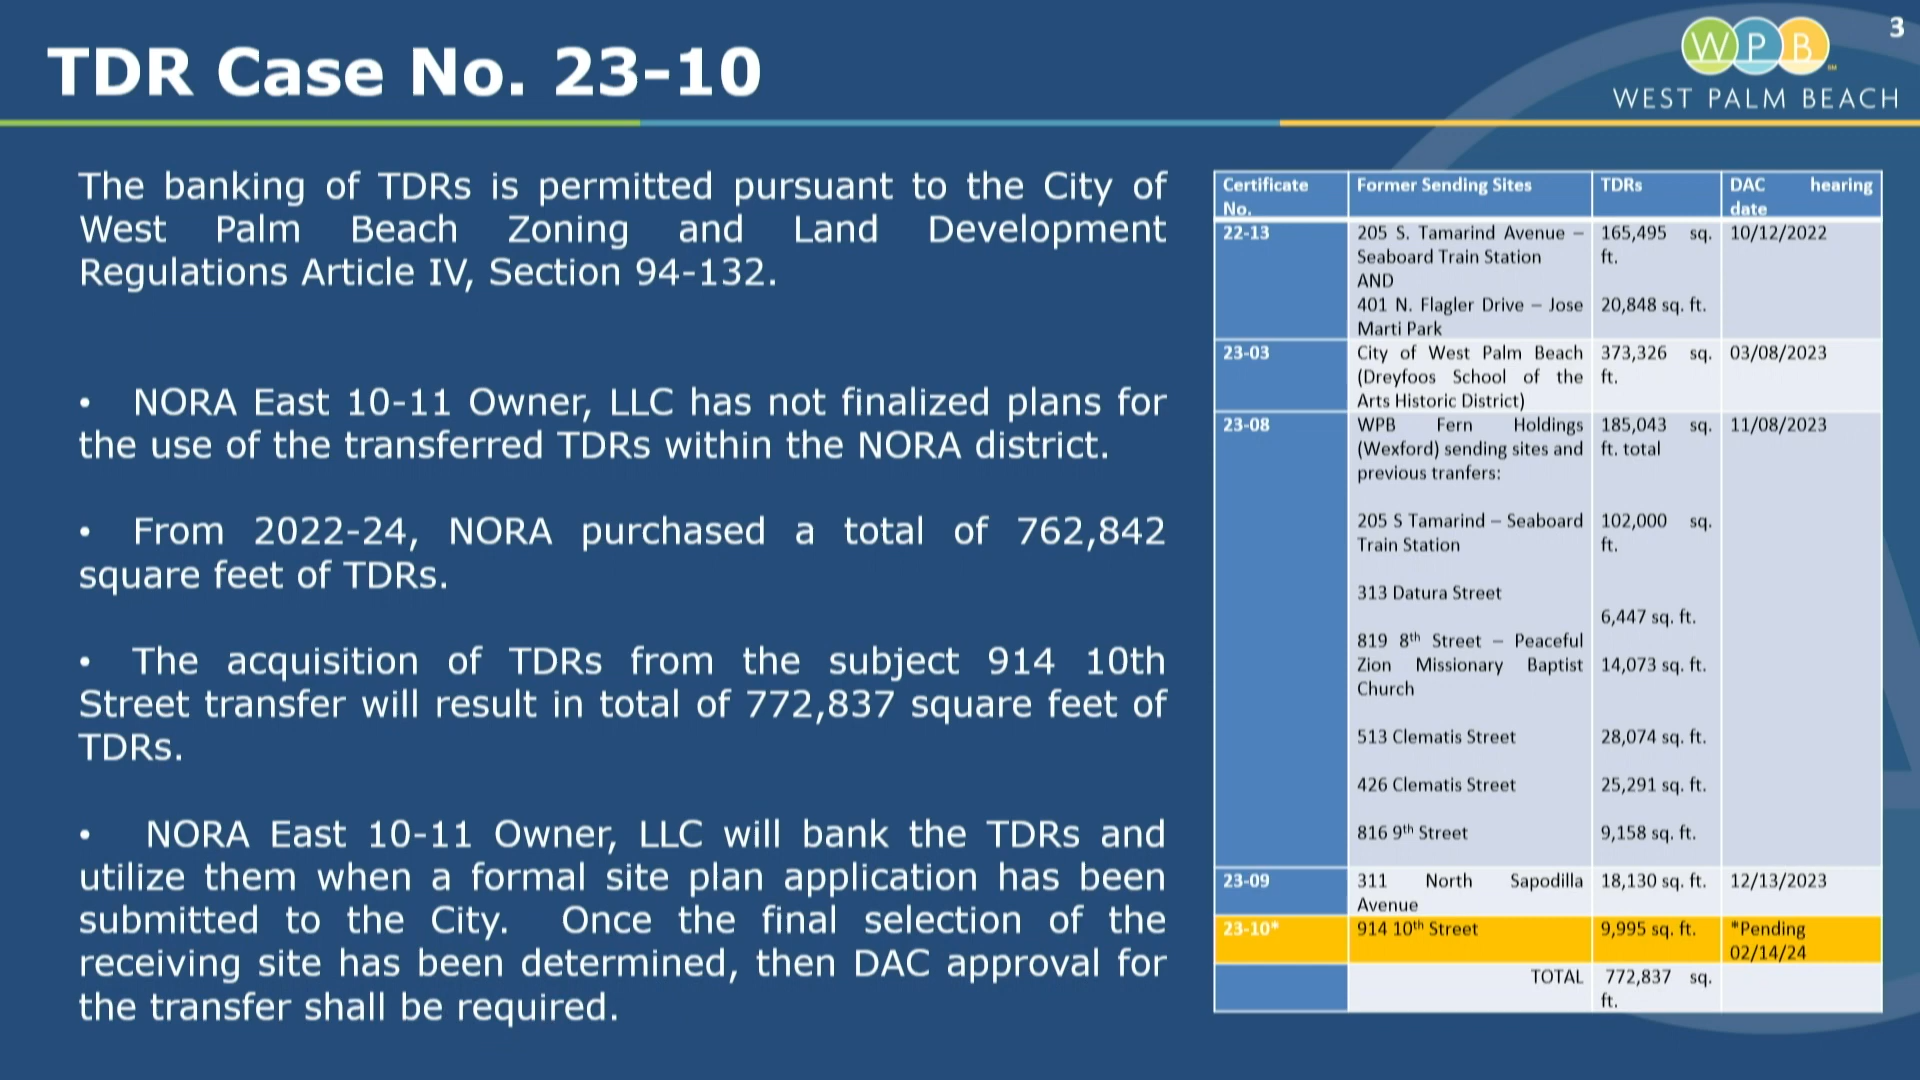 3
TDR Case No. 23-10
W P B
WEST PALM BEACH
The banking of TDRs is permitted pursuant to the City of
West Palm Beach Zoning and Land Development
Regulations Article IV, Section 94-132.
• NORA East 10-11 Owner, LLC has not finalized plans for
the use of the transferred TDRs within the NORA district.
• From 2022-24, NORA purchased a total of 762,842
square feet of TDRs.
• The acquisition of TDRs from the subject 914 10th
Street transfer will result in total of 772,837 square feet of
TDRs.
• NORA East 10-11 Owner, LLC will bank the TDRs and
utilize them when a formal site plan application has been
submitted to the City. Once the final selection of the
receiving site has been determined, then DAC approval for
the transfer shall be required.
Certificate Former Sending Sites TDRs DAC hearing
No. date
22-13 205 S. Tamarind Avenue – 165,495 sq. 10/12/2022
Seaboard Train Station ft.
AND
401 N. Flagler Drive – Jose 20,848 sq. ft.
Marti Park
23-03 City of West Palm Beach 373,326 sq. 03/08/2023
(Dreyfoos School of the ft.
Arts Historic District)
23-08 WPB Fern Holdings 185,043 sq. 11/08/2023
(Wexford) sending sites and ft. total
previous tranfers:
205 S Tamarind – Seaboard 102,000 sq.
Train Station ft.
313 Datura Street
6,447 sq. ft.
819 8th Street – Peaceful
Zion Missionary Baptist 14,073 sq. ft.
Church
513 Clematis Street 28,074 sq. ft.
426 Clematis Street 25,291 sq. ft.
816 9th Street 9,158 sq. ft.
23-09 311 North Sapodilla 18,130 sq. ft. 12/13/2023
Avenue
23-10* 914 10th Street 9,995 sq. ft. *Pending
02/14/24
TOTAL 772,837 sq.
ft.